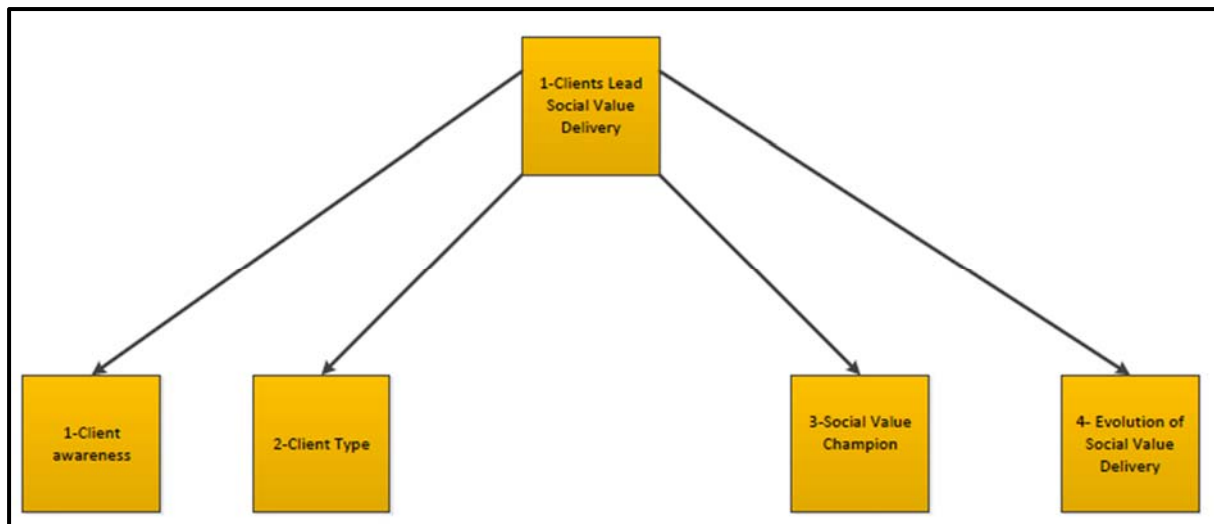 1-Clients Lead
Social Value
Delivery
1-Client
awareness
2-Client Type
3-Social Value
Champion
4- Evolution of
Social Value
Delivery